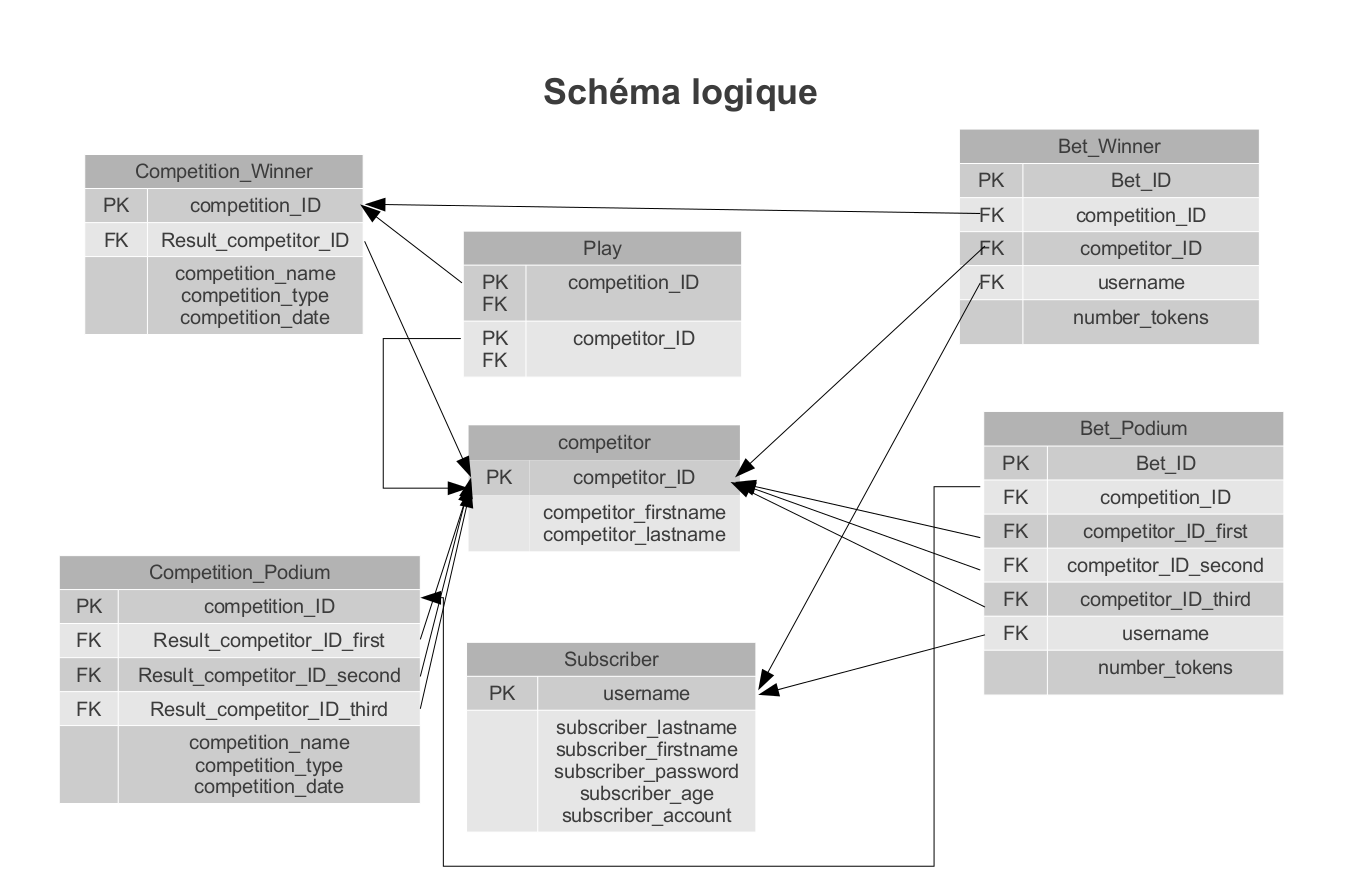 Schéma logique
Competition_Winner
PK competition_ID
FK Result_competitor_ID
competition_name
competition_type
competition_date
Play
PK competition_ID
FK
PK competitor_ID
FK
Bet_Winner
PK Bet_ID
FK competition_ID
FK competitor_ID
FK username
number_tokens
competitor
PK competitor_ID
competitor_firstname
competitor_lastname
Bet_Podium
PK Bet_ID
FK competition_ID
FK competitor_ID_first
FK competitor_ID_second
FK competitor_ID_third
FK username
number_tokens
Competition_Podium
PK competition_ID
FK Result_competitor_ID_first
FK Result_competitor_ID_second
FK Result_competitor_ID_third
competition_name
competition_type
competition_date
Subscriber
PK username
subscriber_lastname
subscriber_firstname
subscriber_password
subscriber_age
subscriber_account